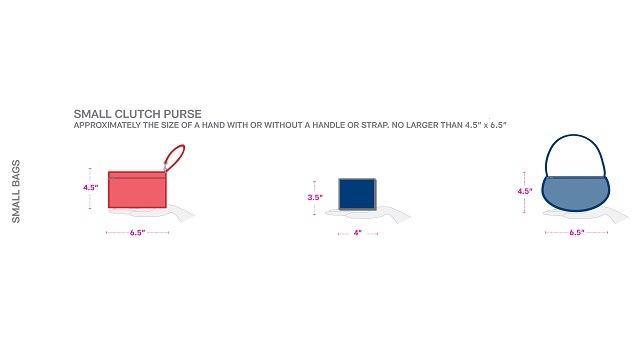 SMALL CLUTCH PURSE
APPROXIMATELY THE SIZE OF A HAND WITH OR WITHOUT A HANDLE OR STRAP. NO LARGER THAN 4.5" x 6.5"
SMALL BAGS
4.5"
6.5"
3.5"
4"
4.5"
6.5"